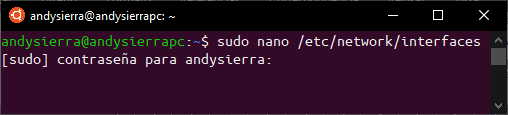 andysierra@andysierrapc: ~
andysierra@andysierrapc:~$ sudo nano /etc/network/interfaces
[sudo] contraseña para andysierra: